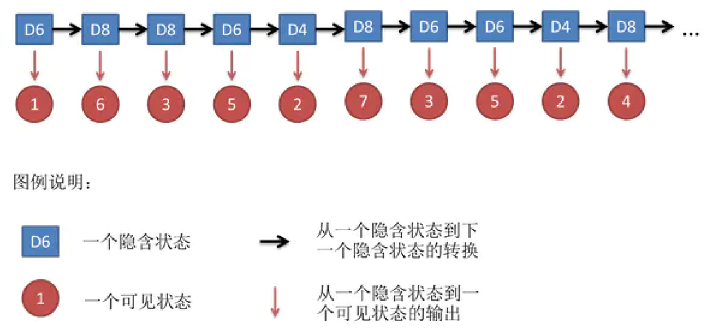 D6 D8 D8 D6 D4 D8 D6 D6 D4 D8 ...
1 6 3 5 2 7 3 5 2 4
图例说明：
D6 一个隐含状态
从一个隐含状态到下
一个隐含状态的转换
1 一个可见状态
从一个隐含状态到一
个可见状态的输出